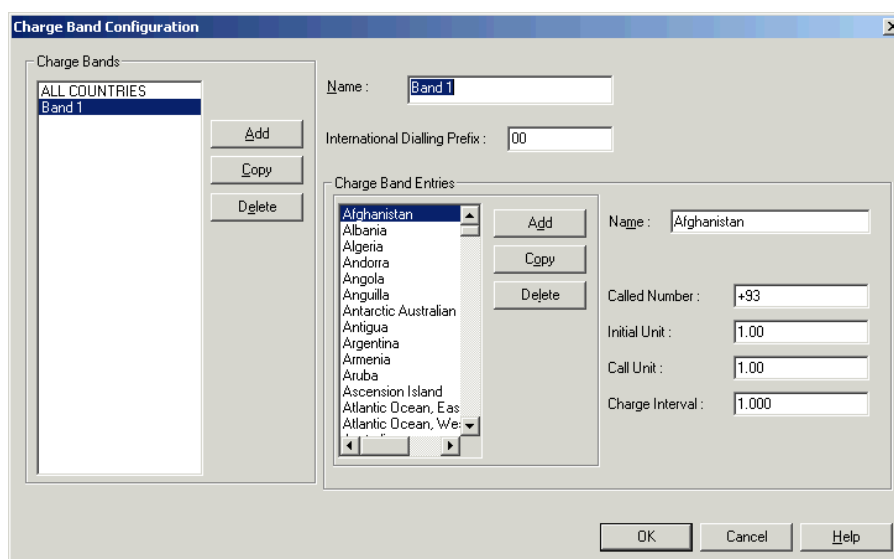 Charge Band Configuration
Charge Bands
ALL COUNTRIES
Band 1
Add
Copy
Delete
Name :
Band 1
International Dialling Prefix :
00
Charge Band Entries
Afghanistan
Albania
Algeria
Andorra
Angola
Anguilla
Antarctic Australian
Antigua
Argentina
Armenia
Aruba
Ascension Island
Atlantic Ocean, Eas
Atlantic Ocean, We
Add
Copy
Delete
Name :
Afghanistan
Called Number :
+93
Initial Unit :
1.00
Call Unit :
1.00
Charge Interval :
1.000
OK
Cancel
Help